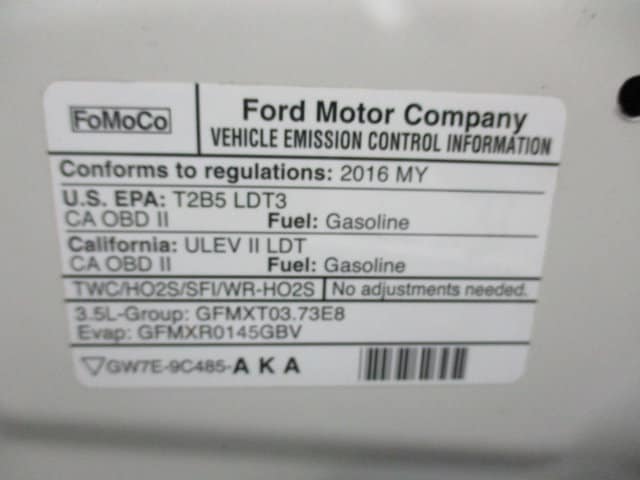 FoMoCo
Ford Motor Company
VEHICLE EMISSION CONTROL INFORMATION
Conforms to regulations: 2016 MY
U.S. EPA: T2B5 LDT3
CA OBD II Fuel: Gasoline
California: ULEV II LDT
CA OBD II Fuel: Gasoline
TWC/HO2S/SFI/WR-HO2S No adjustments needed.
3.5L-Group: GFMXT03.73E8
Evap: GFMXR0145GBV
GW7E-9C485-A K A